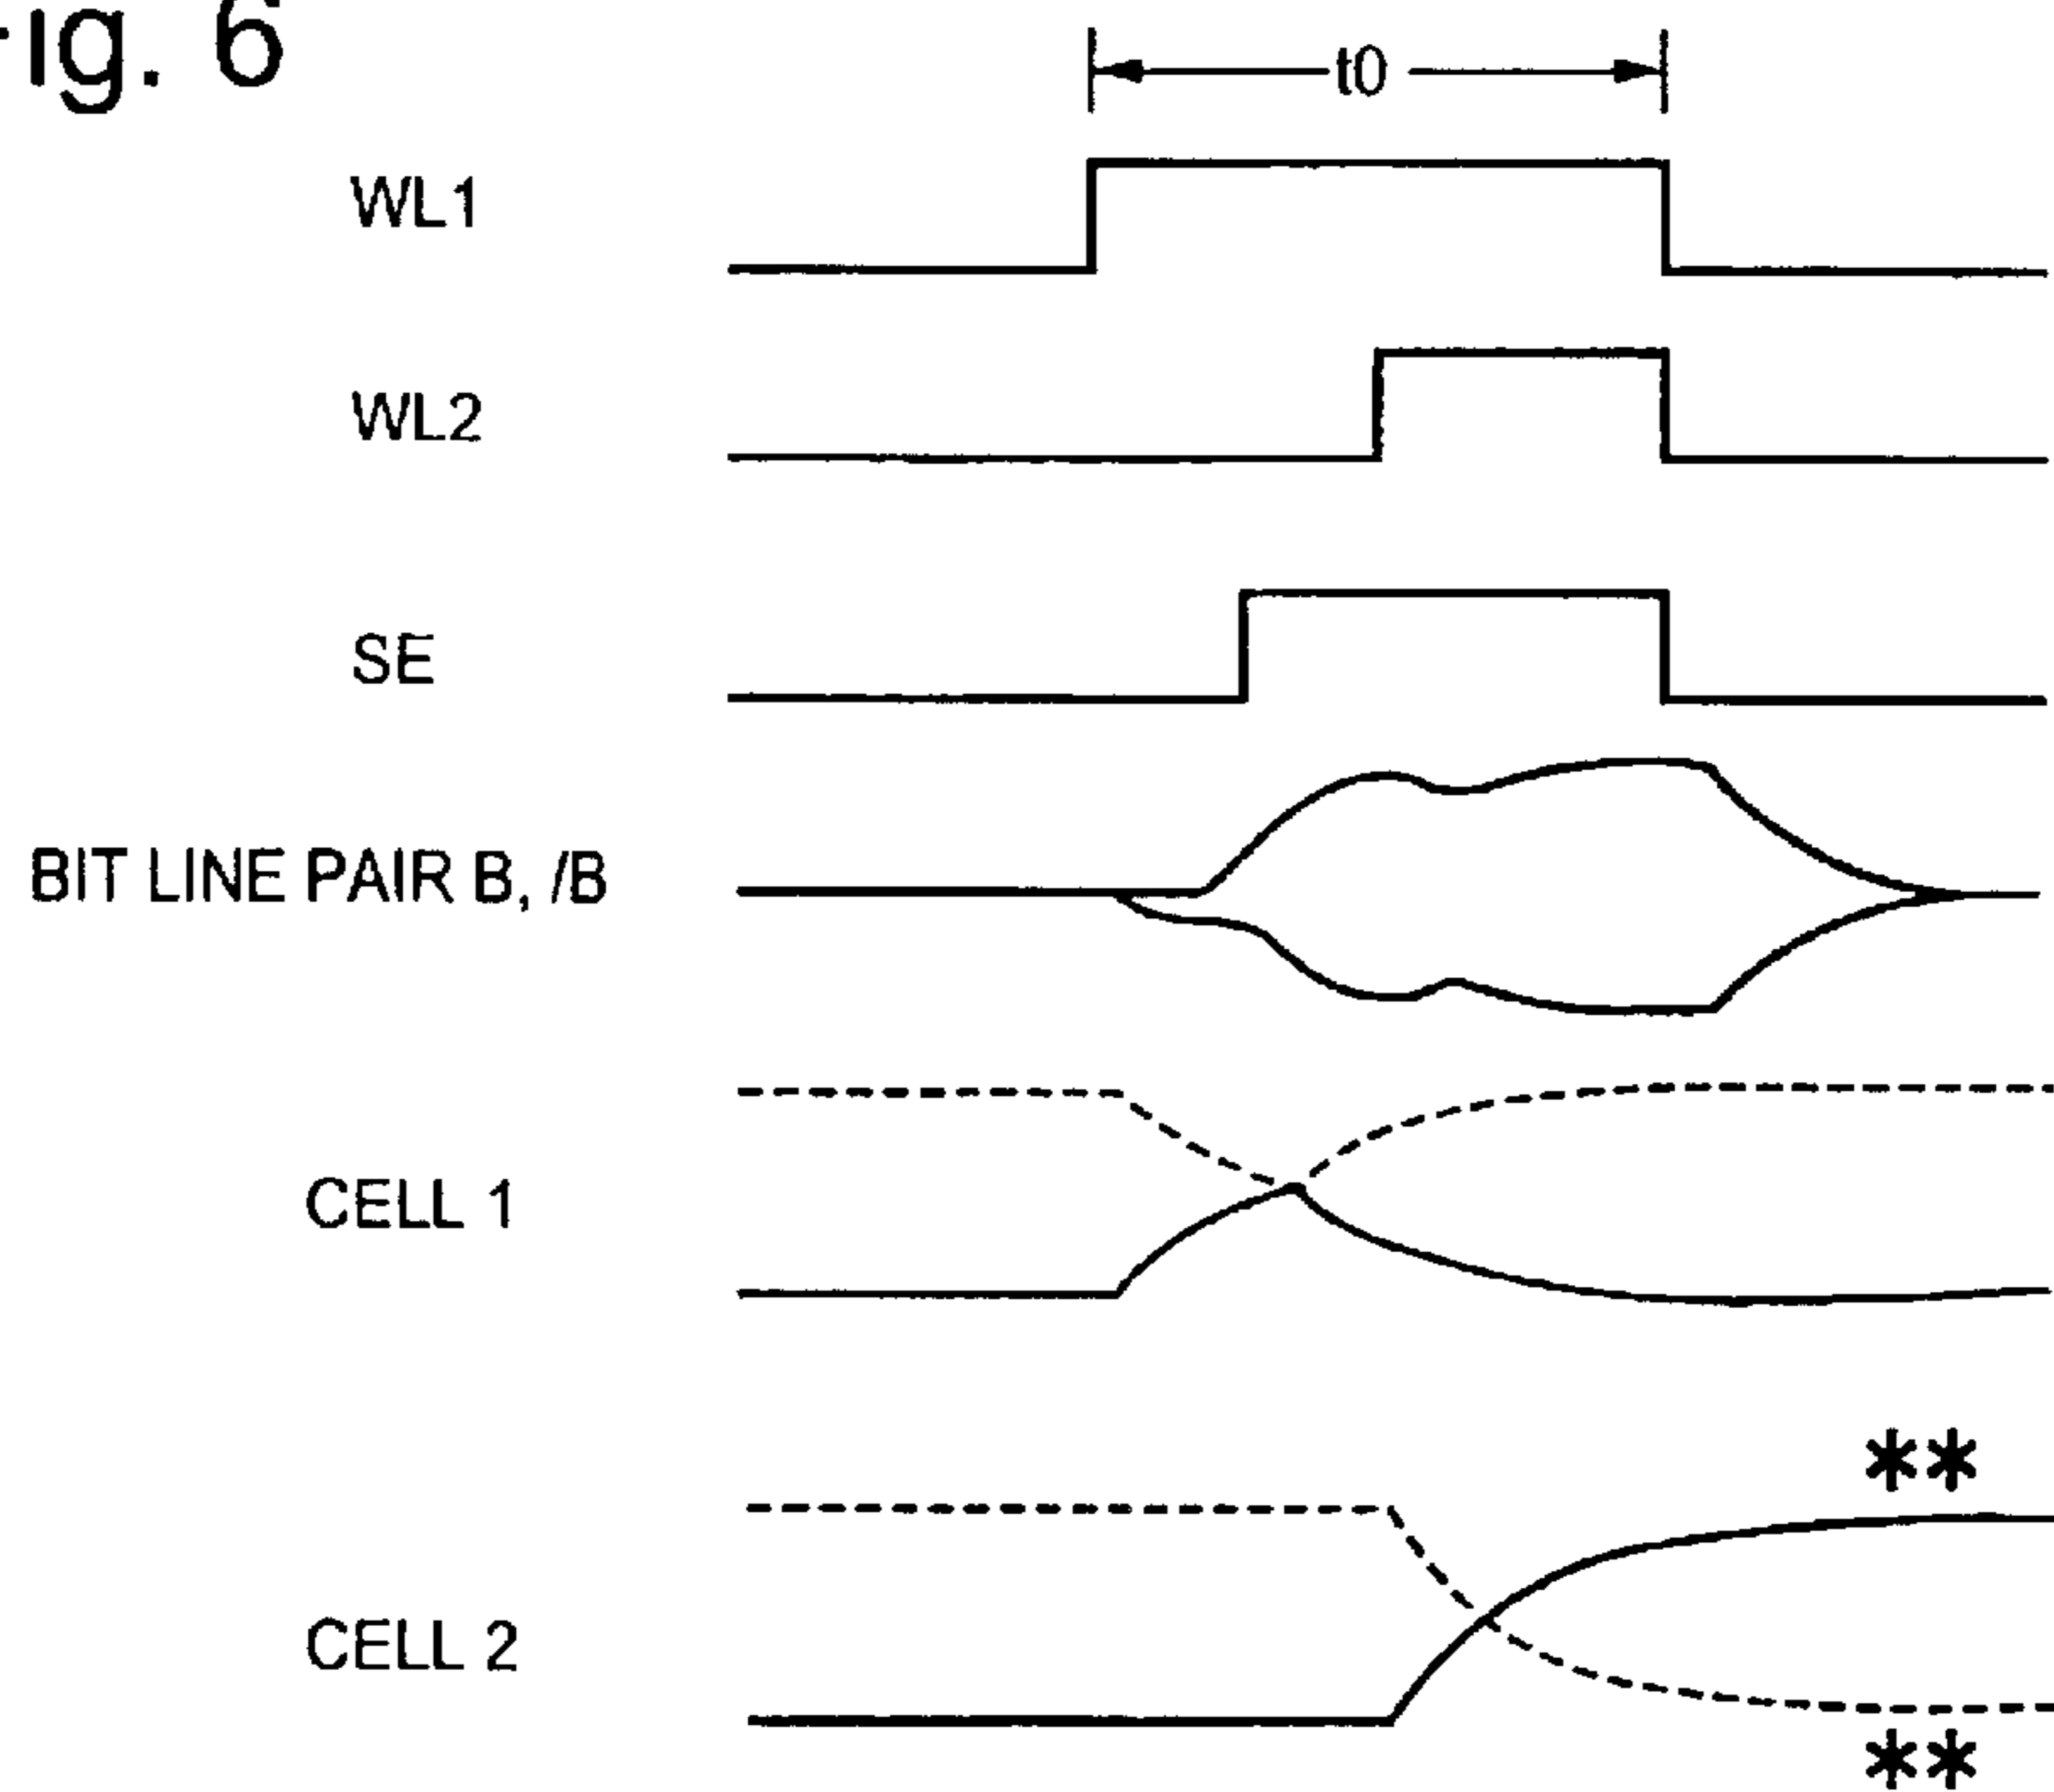 ig. 6
t0
WL1
WL2
SE
BIT LINE PAIR B, /B
CELL 1
**
CELL 2
**